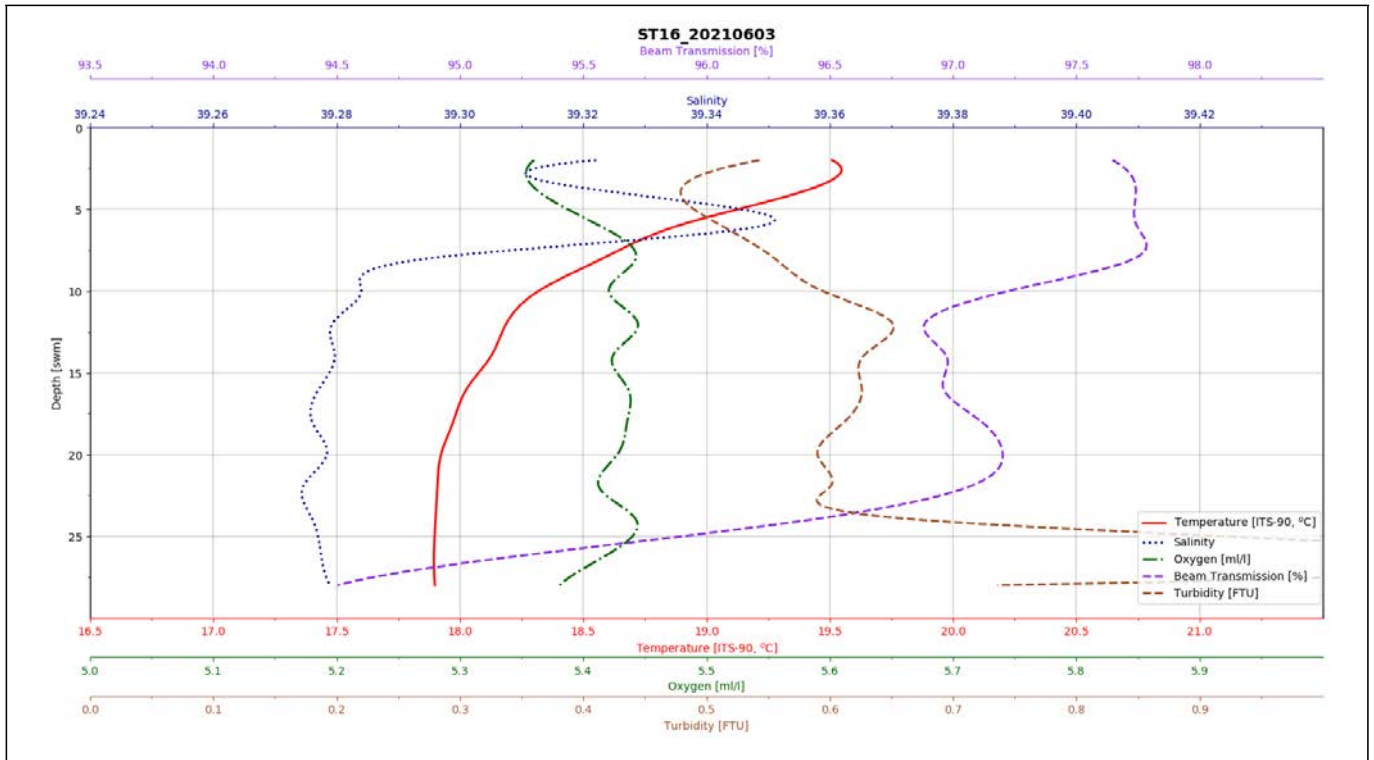 ST16_20210603
Beam Transmission [%]
93.5 94.0 94.5 95.0 95.5 96.0 96.5 97.0 97.5 98.0
Salinity
39.24 39.26 39.28 39.30 39.32 39.34 39.36 39.38 39.40 39.42
0
5
10
15
20
25
Depth [swm]
Temperature [ITS-90, °C]
Salinity
Oxygen [ml/l]
Beam Transmission [%]
Turbidity [FTU]
16.5 17.0 17.5 18.0 18.5 19.0 19.5 20.0 20.5 21.0
Temperature [ITS-90, °C]
5.0 5.1 5.2 5.3 5.4 5.5 5.6 5.7 5.8 5.9
Oxygen [ml/l]
0.0 0.1 0.2 0.3 0.4 0.5 0.6 0.7 0.8 0.9
Turbidity [FTU]